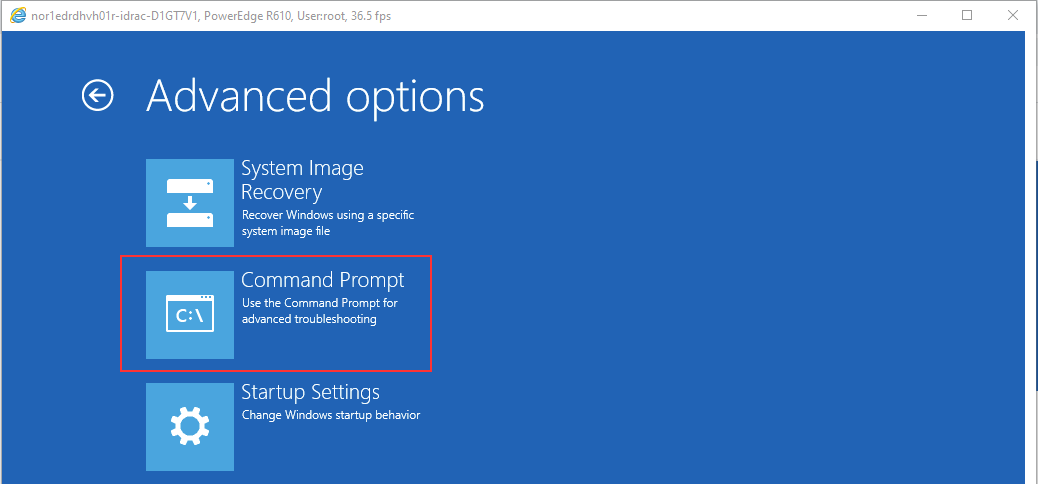 nor1edrdhvh01r-idrac-D1GT7V1, PowerEdge R610, User:root, 36.5 fps
Advanced options
System Image
Recovery
Recover Windows using a specific
system image file
Command Prompt
Use the Command Prompt for
advanced troubleshooting
C:\
Startup Settings
Change Windows startup behavior